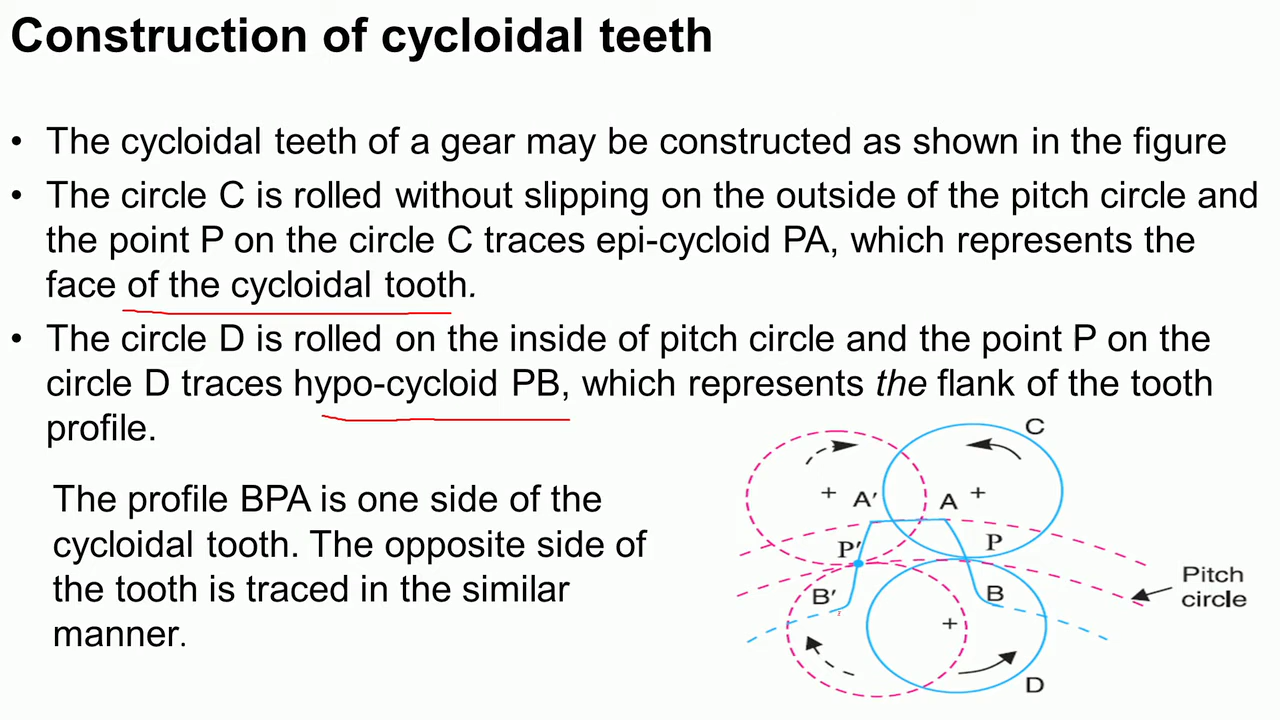 Construction of cycloidal teeth
• The cycloidal teeth of a gear may be constructed as shown in the figure
• The circle C is rolled without slipping on the outside of the pitch circle and
the point P on the circle C traces epi-cycloid PA, which represents the
face of the cycloidal tooth.
• The circle D is rolled on the inside of pitch circle and the point P on the
circle D traces hypo-cycloid PB, which represents the flank of the tooth
profile.
The profile BPA is one side of the
cycloidal tooth. The opposite side of
the tooth is traced in the similar
manner.
C
A′ A
P′ P
Pitch
circle
B′ B
D